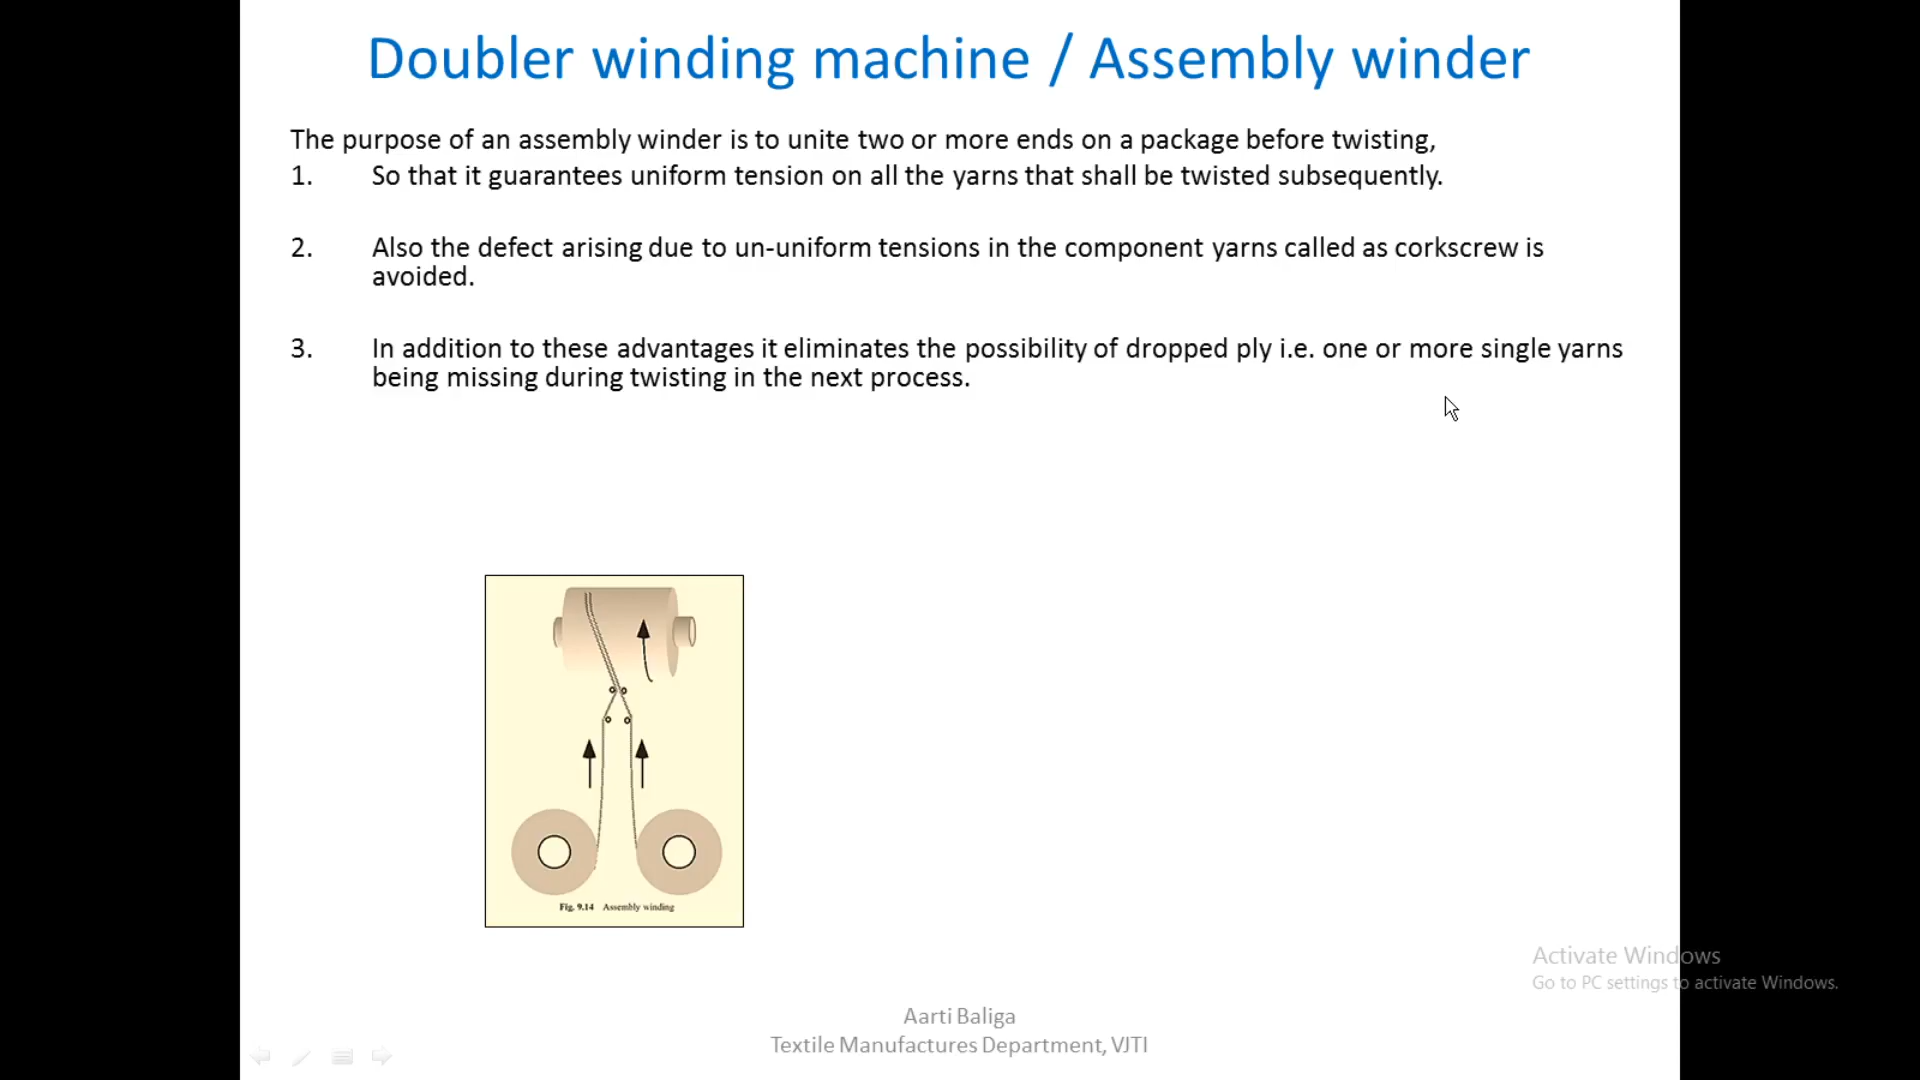 Doubler winding machine / Assembly winder
The purpose of an assembly winder is to unite two or more ends on a package before twisting,
1. So that it guarantees uniform tension on all the yarns that shall be twisted subsequently.
2. Also the defect arising due to un-uniform tensions in the component yarns called as corkscrew is
avoided.
3. In addition to these advantages it eliminates the possibility of dropped ply i.e. one or more single yarns
being missing during twisting in the next process.
Fig. 9.14 Assembly winding
Activate Windows
Go to PC settings to activate Windows.
Aarti Baliga
Textile Manufactures Department, VJTI